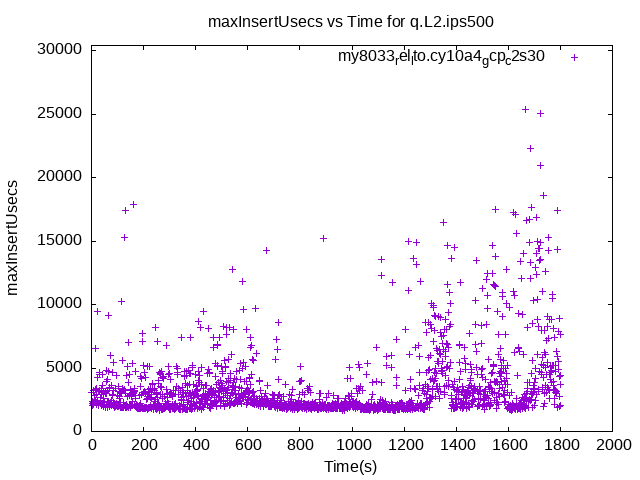 maxInsertUsecs vs Time for q.L2.ips500
my8033relito.cy10a4gcpc2s30
30000
25000
20000
15000
10000
5000
0
maxInsertUsecs
0 200 400 600 800 1000 1200 1400 1600 1800 2000
Time(s)